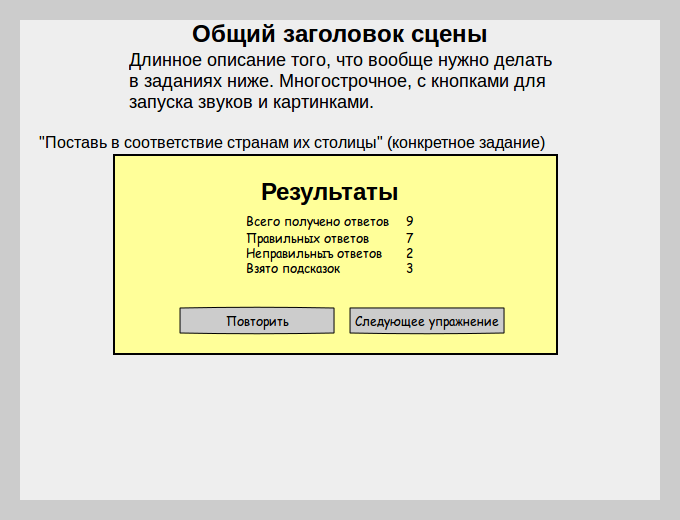 Общий заголовок сцены
Длинное описание того, что вообще нужно делать
в заданиях ниже. Многострочное, с кнопками для
запуска звуков и картинками.
"Поставь в соответствие странам их столицы" (конкретное задание)
Результаты
Всего получено ответов 9
Правильных ответов 7
Неправильныъ ответов 2
Взято подсказок 3
Повторить Следующее упражнение